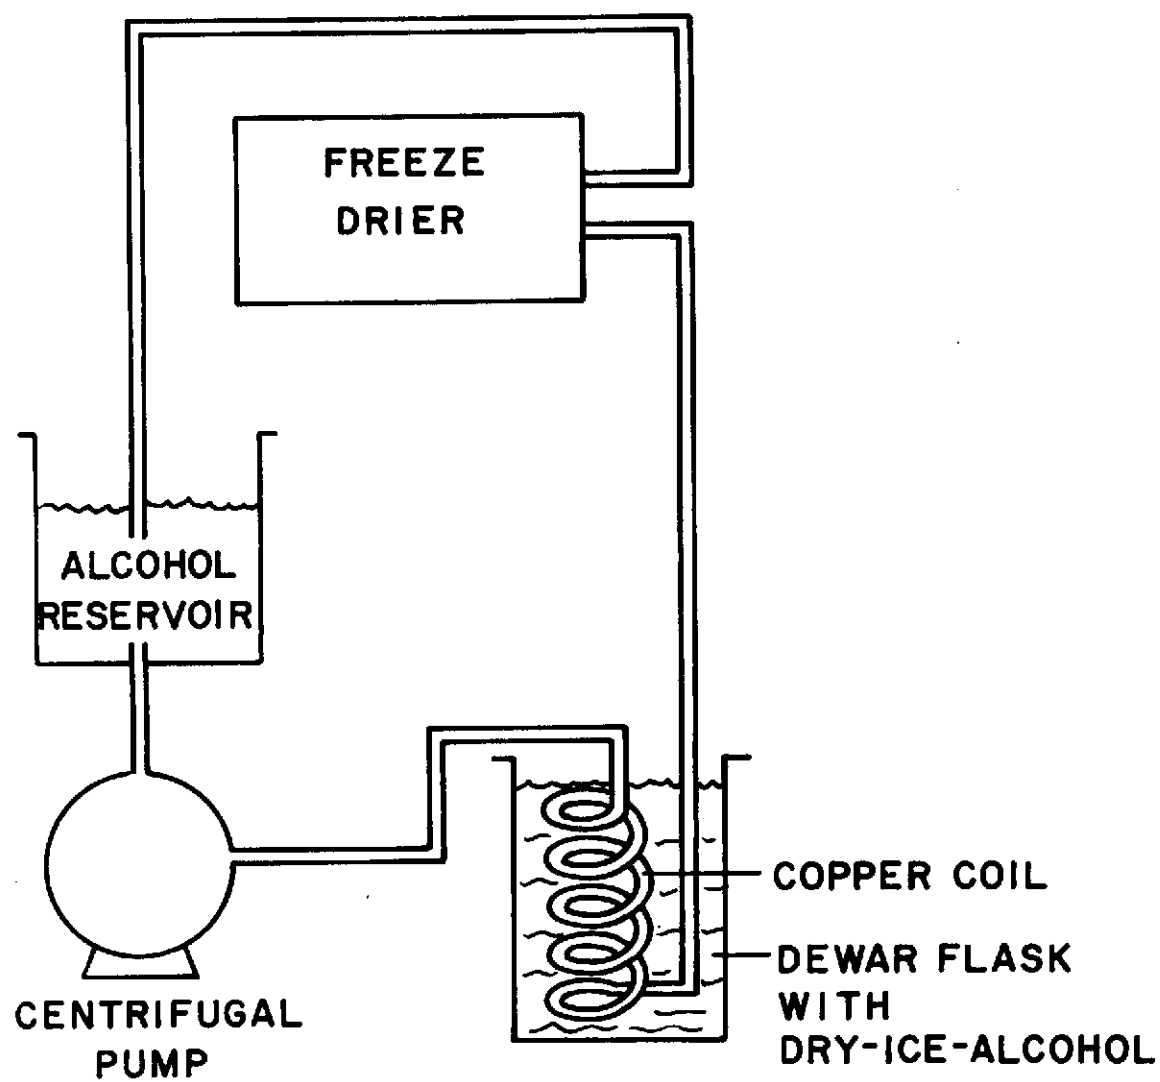 FREEZE
DRIER
ALCOHOL
RESERVOIR
COPPER COIL
DEWAR FLASK
WITH
DRY-ICE-ALCOHOL
CENTRIFUGAL
PUMP